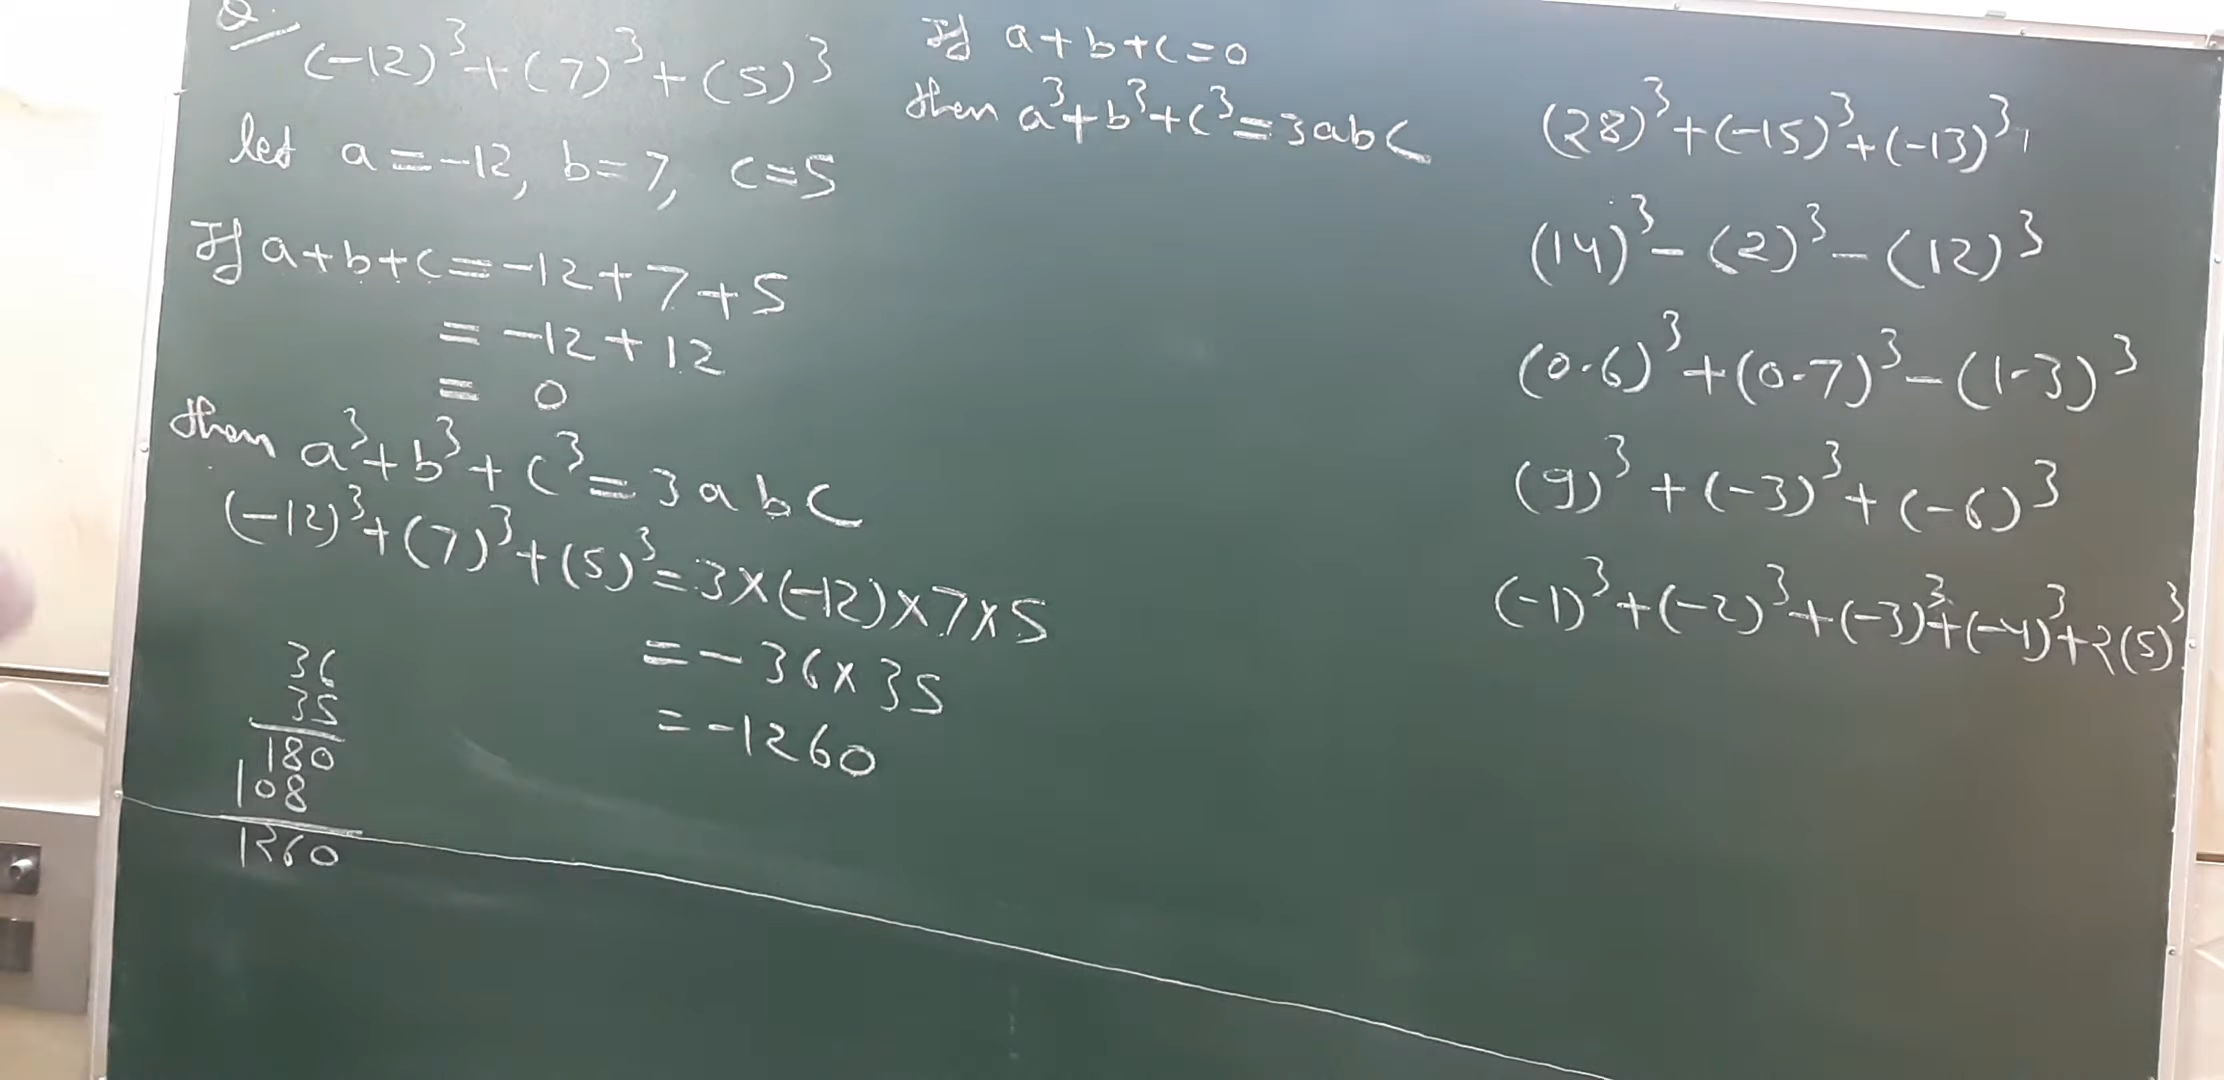 Q.
(-12)³+(7)³+(5)³
let a=-12, b=7, c=5
If a+b+c=-12+7+5
= -12+12
= 0
then a³+b³+c³=3abc
(-12)³+(7)³+(5)³=3×(-12)×7×5
=-36×35
=-1260
36
35
180
108
1260
If a+b+c=0
then a³+b³+c³=3abc
(28)³+(-15)³+(-13)³
(14)³-(2)³-(12)³
(0.6)³+(0.7)³-(1.3)³
(9)³+(-3)³+(-6)³
(-1)³+(-2)³+(-3)³+(-4)³+2(5)³